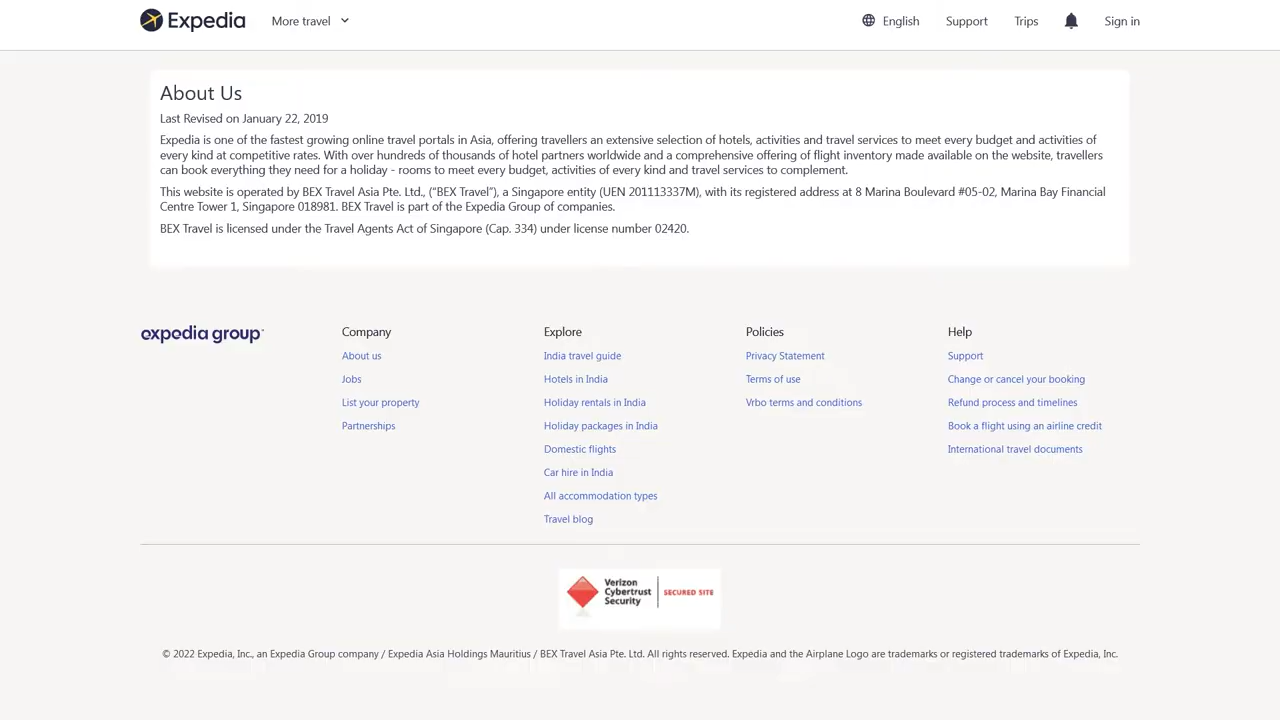 Expedia
More travel
English
Support
Trips
Sign in
About Us
Last Revised on January 22, 2019
Expedia is one of the fastest growing online travel portals in Asia, offering travellers an extensive selection of hotels, activities and travel services to meet every budget and activities of
every kind at competitive rates. With over hundreds of thousands of hotel partners worldwide and a comprehensive offering of flight inventory made available on the website, travellers
can book everything they need for a holiday - rooms to meet every budget, activities of every kind and travel services to complement.
This website is operated by BEX Travel Asia Pte. Ltd., (“BEX Travel”), a Singapore entity (UEN 201113337M), with its registered address at 8 Marina Boulevard #05-02, Marina Bay Financial
Centre Tower 1, Singapore 018981. BEX Travel is part of the Expedia Group of companies.
BEX Travel is licensed under the Travel Agents Act of Singapore (Cap. 334) under license number 02420.
expedia group™
Company
About us
Jobs
List your property
Partnerships
Explore
India travel guide
Hotels in India
Holiday rentals in India
Holiday packages in India
Domestic flights
Car hire in India
All accommodation types
Travel blog
Policies
Privacy Statement
Terms of use
Vrbo terms and conditions
Help
Support
Change or cancel your booking
Refund process and timelines
Book a flight using an airline credit
International travel documents
Verizon
Cybertrust
Security
SECURED SITE
© 2022 Expedia, Inc., an Expedia Group company / Expedia Asia Holdings Mauritius / BEX Travel Asia Pte. Ltd. All rights reserved. Expedia and the Airplane Logo are trademarks or registered trademarks of Expedia, Inc.